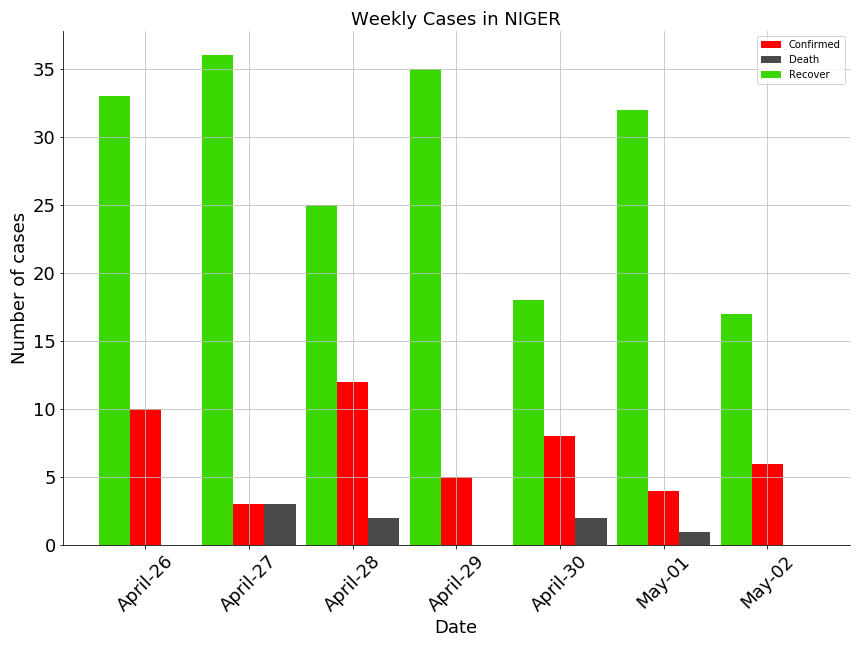 Weekly Cases in NIGER
Confirmed
Death
Recover
Number of cases
35
30
25
20
15
10
5
0
April-26
April-27
April-28
April-29
April-30
May-01
May-02
Date